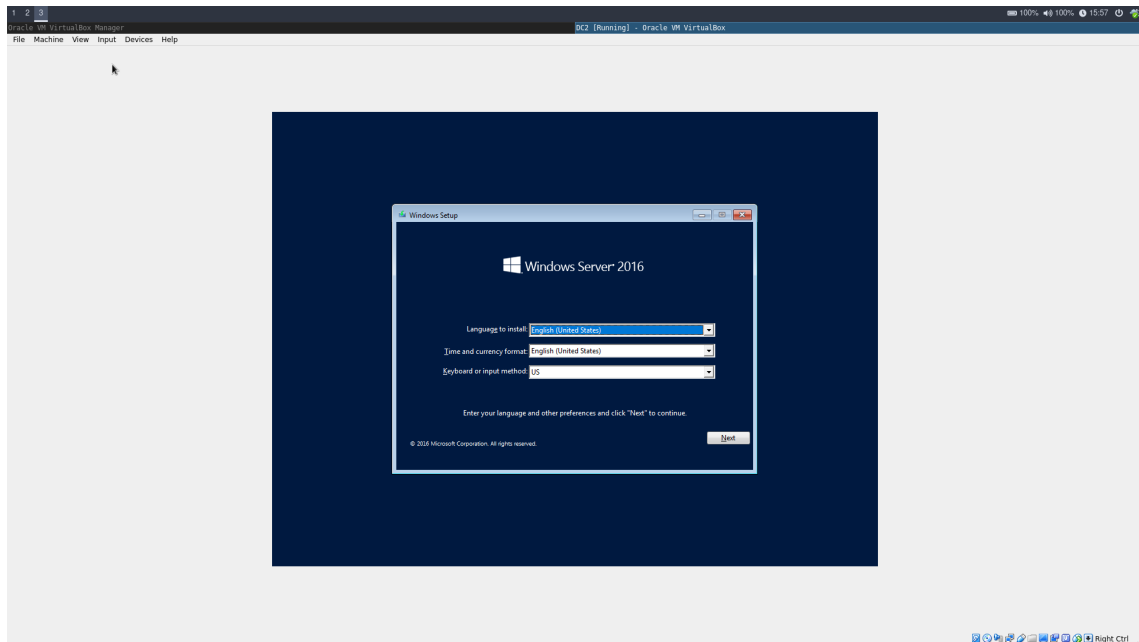 1 2 3
100% 100% 15:57
Oracle VM VirtualBox Manager
DC2 [Running] - Oracle VM VirtualBox
File Machine View Input Devices Help
Windows Setup
Windows Server 2016
Language to install: English (United States)
Time and currency format: English (United States)
Keyboard or input method: US
Enter your language and other preferences and click "Next" to continue.
Next
© 2016 Microsoft Corporation. All rights reserved.
Right Ctrl